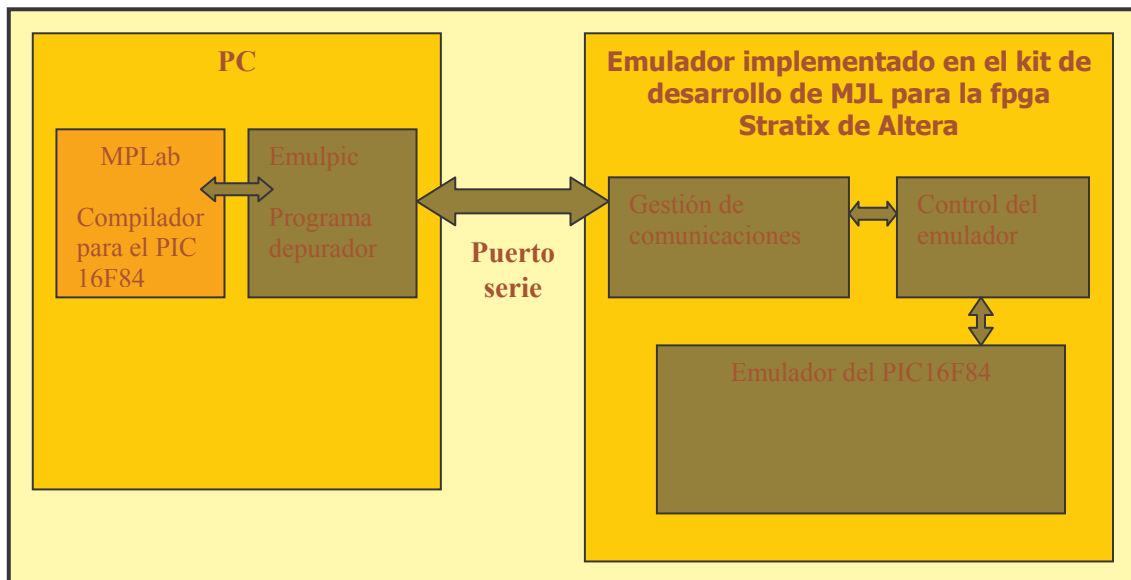 PC
MPLab
Compilador
para el PIC
16F84
Emulpic
Programa
depurador
Puerto
serie
Emulador implementado en el kit de
desarrollo de MJL para la fpga
Stratix de Altera
Gestión de
comunicaciones
Control del
emulador
Emulador del PIC16F84